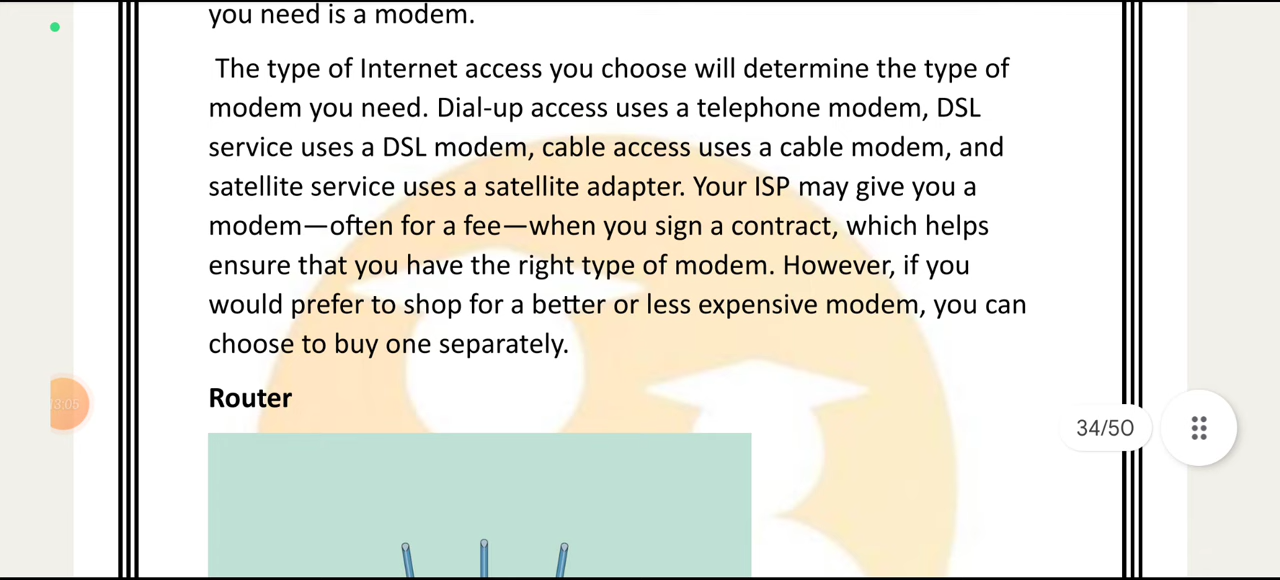 you need is a modem.
The type of Internet access you choose will determine the type of
modem you need. Dial-up access uses a telephone modem, DSL
service uses a DSL modem, cable access uses a cable modem, and
satellite service uses a satellite adapter. Your ISP may give you a
modem—often for a fee—when you sign a contract, which helps
ensure that you have the right type of modem. However, if you
would prefer to shop for a better or less expensive modem, you can
choose to buy one separately.
Router
13:05
34/50